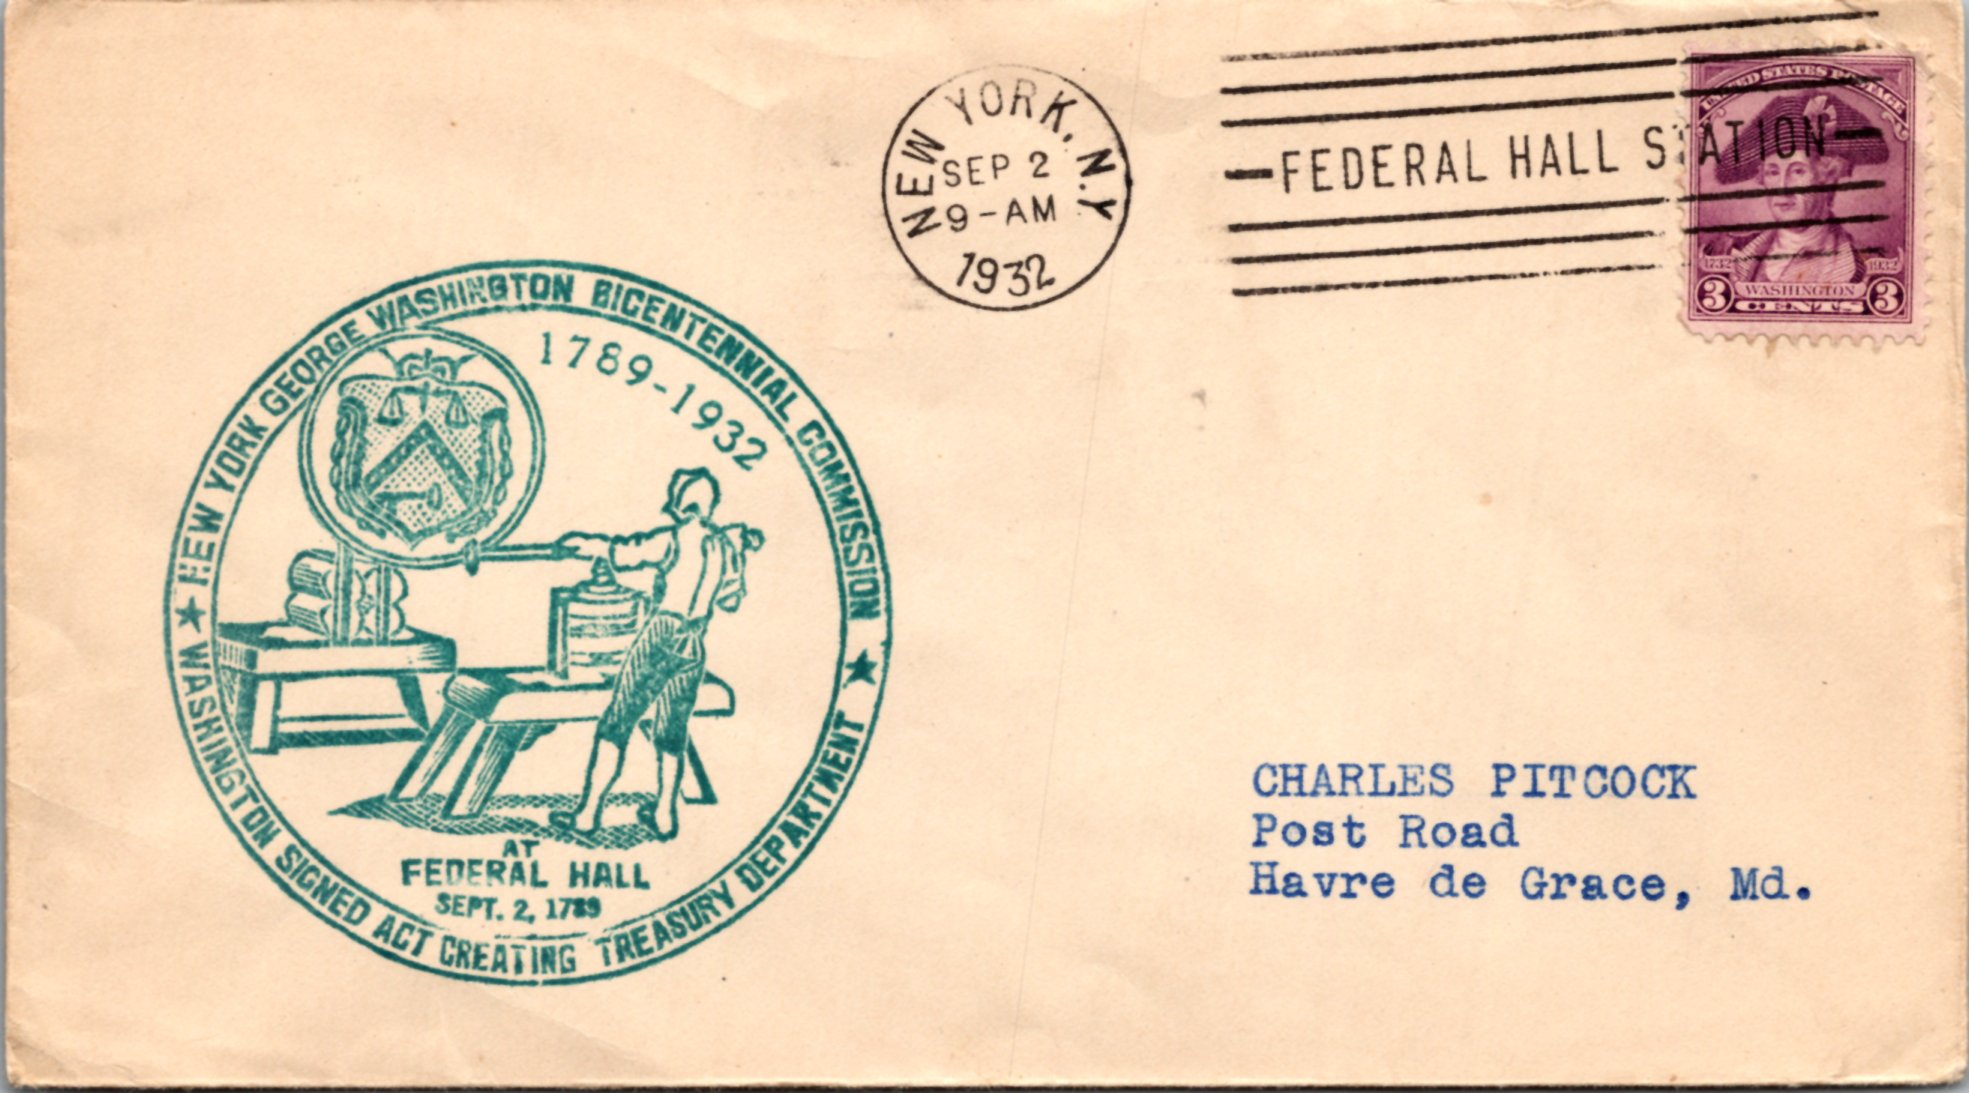 NEW YORK, N.Y
SEP 2
9-AM
1932
FEDERAL HALL STATION
UNITED STATES POSTAGE
1732 1932
WASHINGTON
3 CENTS 3
NEW YORK GEORGE WASHINGTON BICENTENNIAL COMMISSION
1789-1932
AT
FEDERAL HALL
SEPT. 2, 1789
WASHINGTON SIGNED ACT CREATING TREASURY DEPARTMENT
CHARLES PITCOCK
Post Road
Havre de Grace, Md.